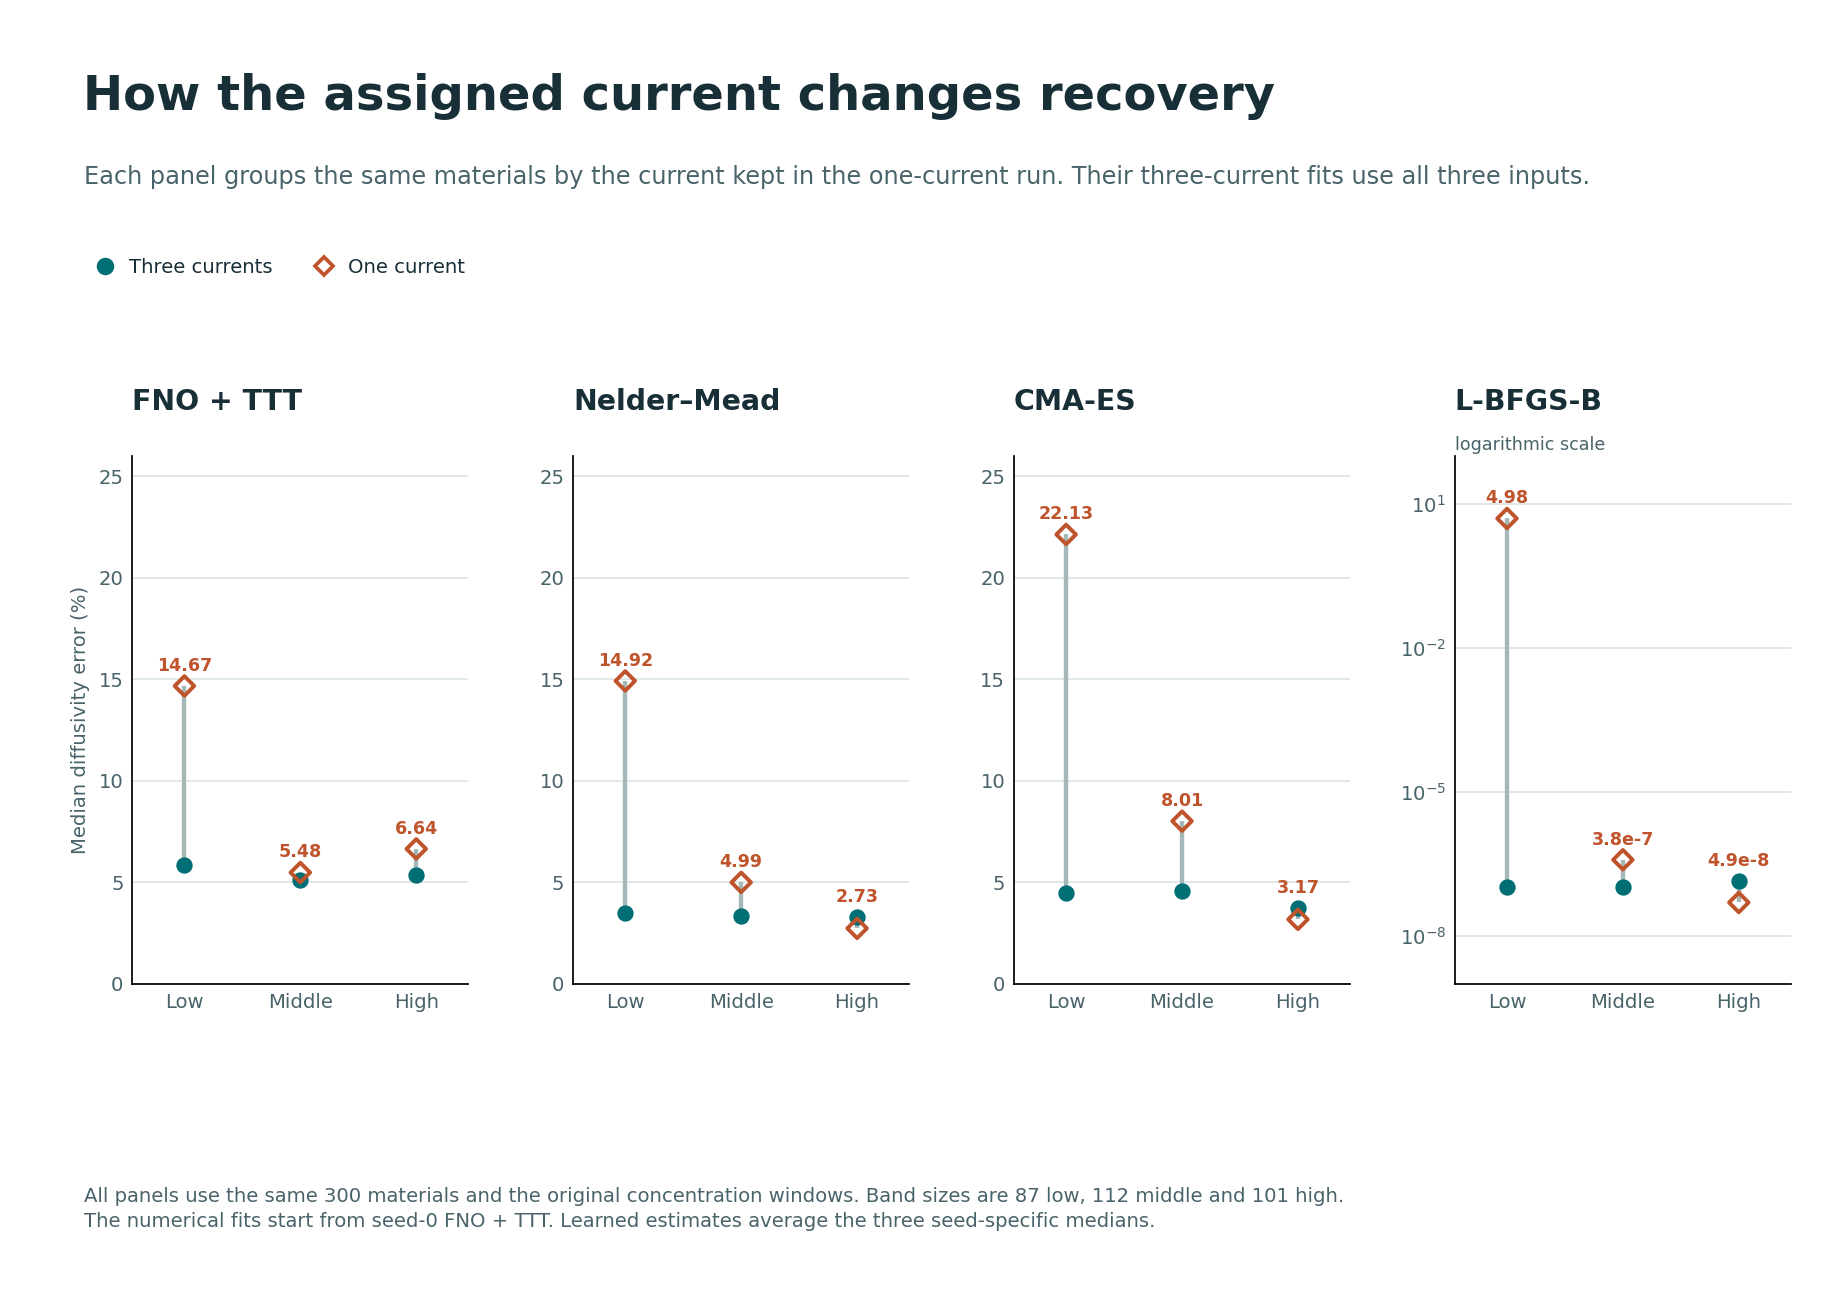 How the assigned current changes recovery
Each panel groups the same materials by the current kept in the one-current run. Their three-current fits use all three inputs.
Three currents
One current
FNO + TTT
Median diffusivity error (%)
25
20
15
10
5
0
14.67
5.48
6.64
Low
Middle
High
Nelder–Mead
25
20
15
10
5
0
14.92
4.99
2.73
Low
Middle
High
CMA-ES
25
20
15
10
5
0
22.13
8.01
3.17
Low
Middle
High
L-BFGS-B
logarithmic scale
10¹
10⁻²
10⁻⁵
10⁻⁸
4.98
3.8e-7
4.9e-8
Low
Middle
High
All panels use the same 300 materials and the original concentration windows. Band sizes are 87 low, 112 middle and 101 high.
The numerical fits start from seed-0 FNO + TTT. Learned estimates average the three seed-specific medians.